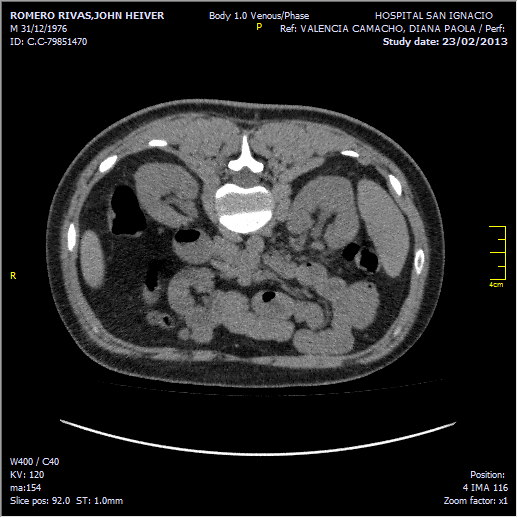 ROMERO RIVAS,JOHN HEIVER
M 31/12/1976
ID: C.C-79851470
Body 1.0 Venous/Phase
P
HOSPITAL SAN IGNACIO
Ref: VALENCIA CAMACHO, DIANA PAOLA / Perf:
Study date: 23/02/2013
R
4cm
W400 / C40
KV: 120
ma:154
Slice pos: 92.0 ST: 1.0mm
Position:
4 IMA 116
Zoom factor: x1